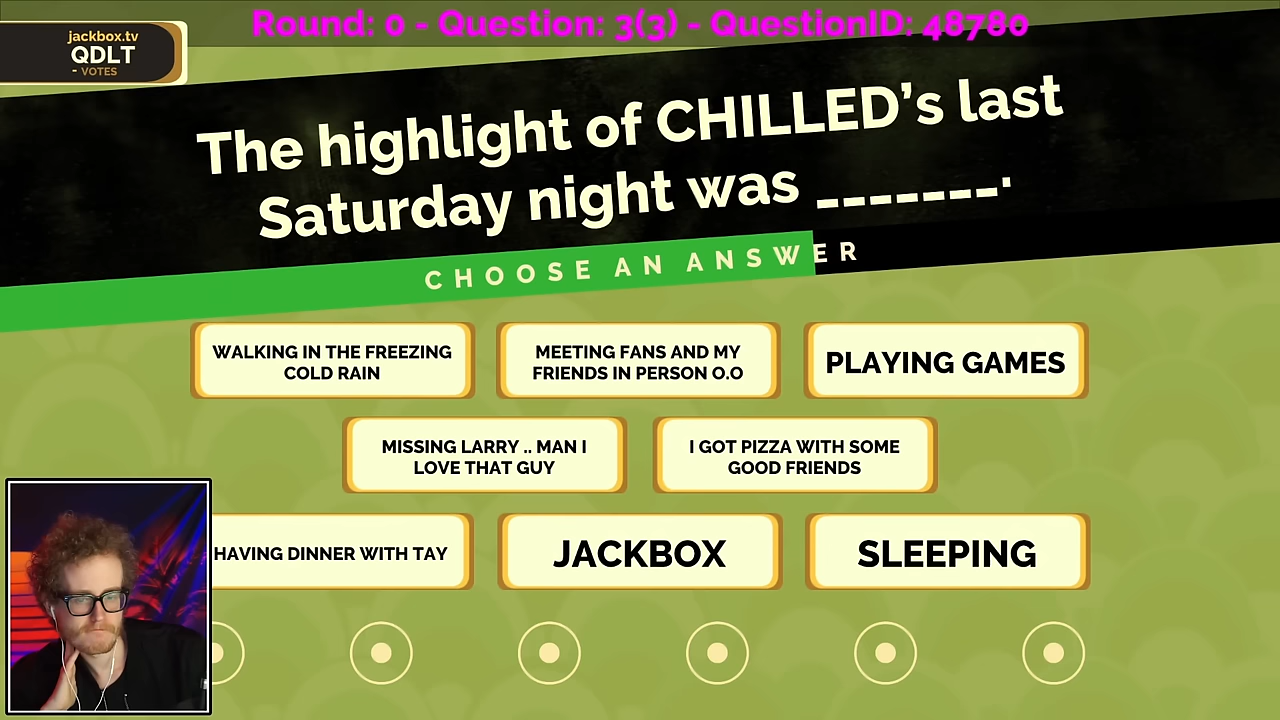 Round: 0 - Question: 3(3) - QuestionID: 48780
jackbox.tv
QDLT
- VOTES
The highlight of CHILLED’s last
Saturday night was _______.
CHOOSE AN ANSWER
WALKING IN THE FREEZING
COLD RAIN
MEETING FANS AND MY
FRIENDS IN PERSON O.O
PLAYING GAMES
MISSING LARRY .. MAN I
LOVE THAT GUY
I GOT PIZZA WITH SOME
GOOD FRIENDS
HAVING DINNER WITH TAY
JACKBOX
SLEEPING